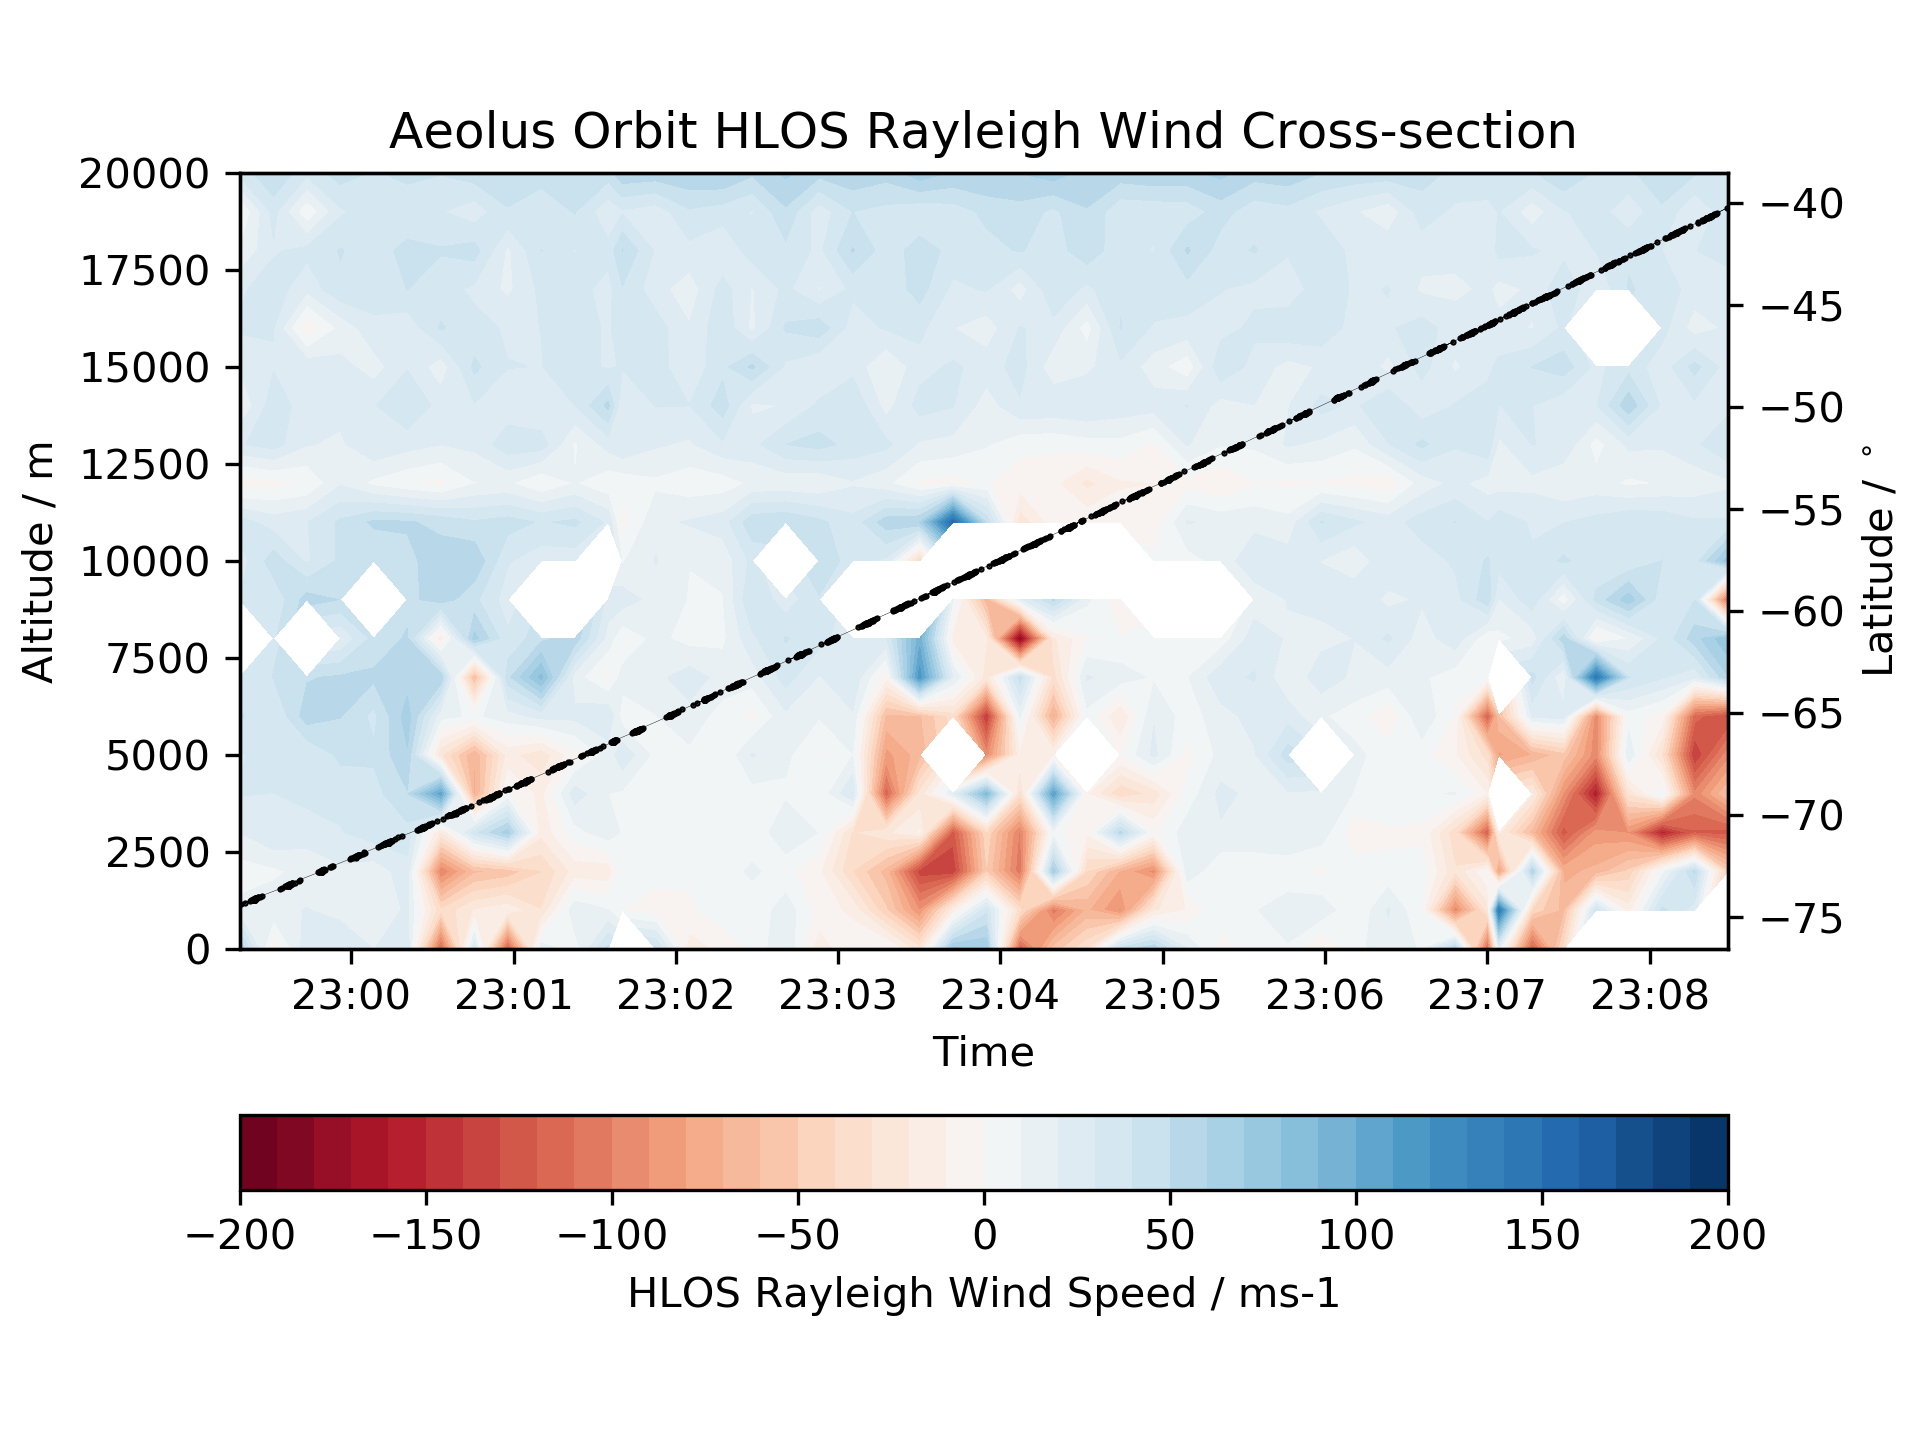 Aeolus Orbit HLOS Rayleigh Wind Cross-section
20000
17500
15000
12500
10000
7500
5000
2500
0
Altitude / m
−40
−45
−50
−55
−60
−65
−70
−75
Latitude / °
23:00 23:01 23:02 23:03 23:04 23:05 23:06 23:07 23:08
Time
−200 −150 −100 −50 0 50 100 150 200
HLOS Rayleigh Wind Speed / ms-1